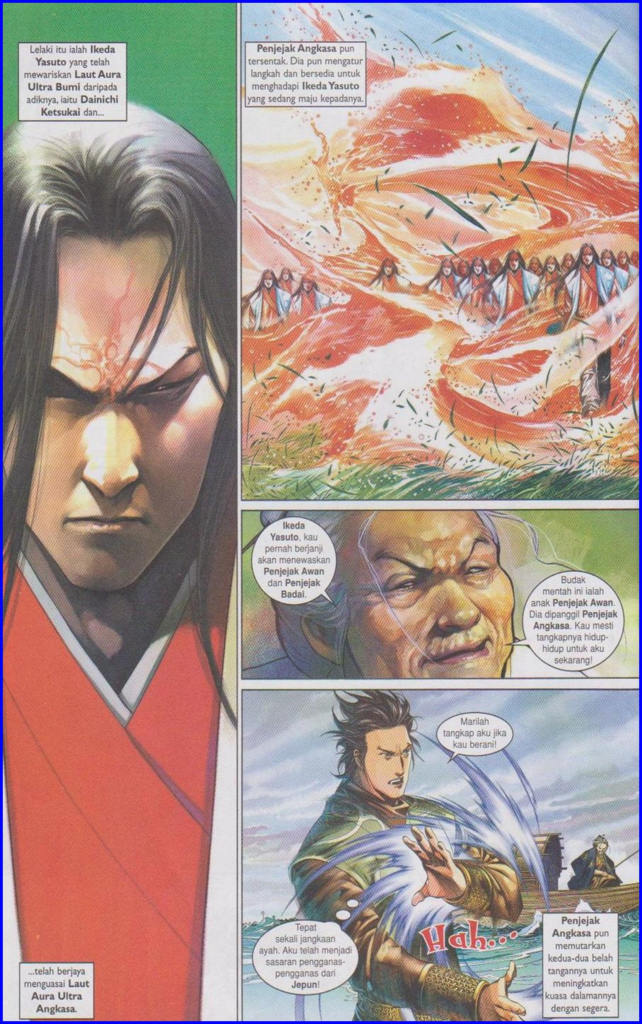 Lelaki itu ialah Ikeda
Yasuto yang telah
mewariskan Laut Aura
Ultra Bumi daripada
adiknya, iaitu Dainichi
Ketsukai dan...
...telah berjaya
menguasai Laut
Aura Ultra
Angkasa.
Penjejak Angkasa pun
tersentak. Dia pun mengatur
langkah dan bersedia untuk
menghadapi Ikeda Yasuto
yang sedang maju kepadanya.
Ikeda
Yasuto, kau
pernah berjanji
akan menewaskan
Penjejak Awan
dan Penjejak
Badai.
Budak
mentah ini ialah
anak Penjejak Awan.
Dia dipanggil Penjejak
Angkasa. Kau mesti
tangkapnya hidup-
hidup untuk aku
sekarang!
Marilah
tangkap aku jika
kau berani!
Tepat
sekali jangkaan
ayah. Aku telah menjadi
sasaran pengganas-
pengganas dari
Jepun!
Hah...
Penjejak
Angkasa pun
memutarkan
kedua-dua belah
tangannya untuk
meningkatkan
kuasa dalamannya
dengan segera.